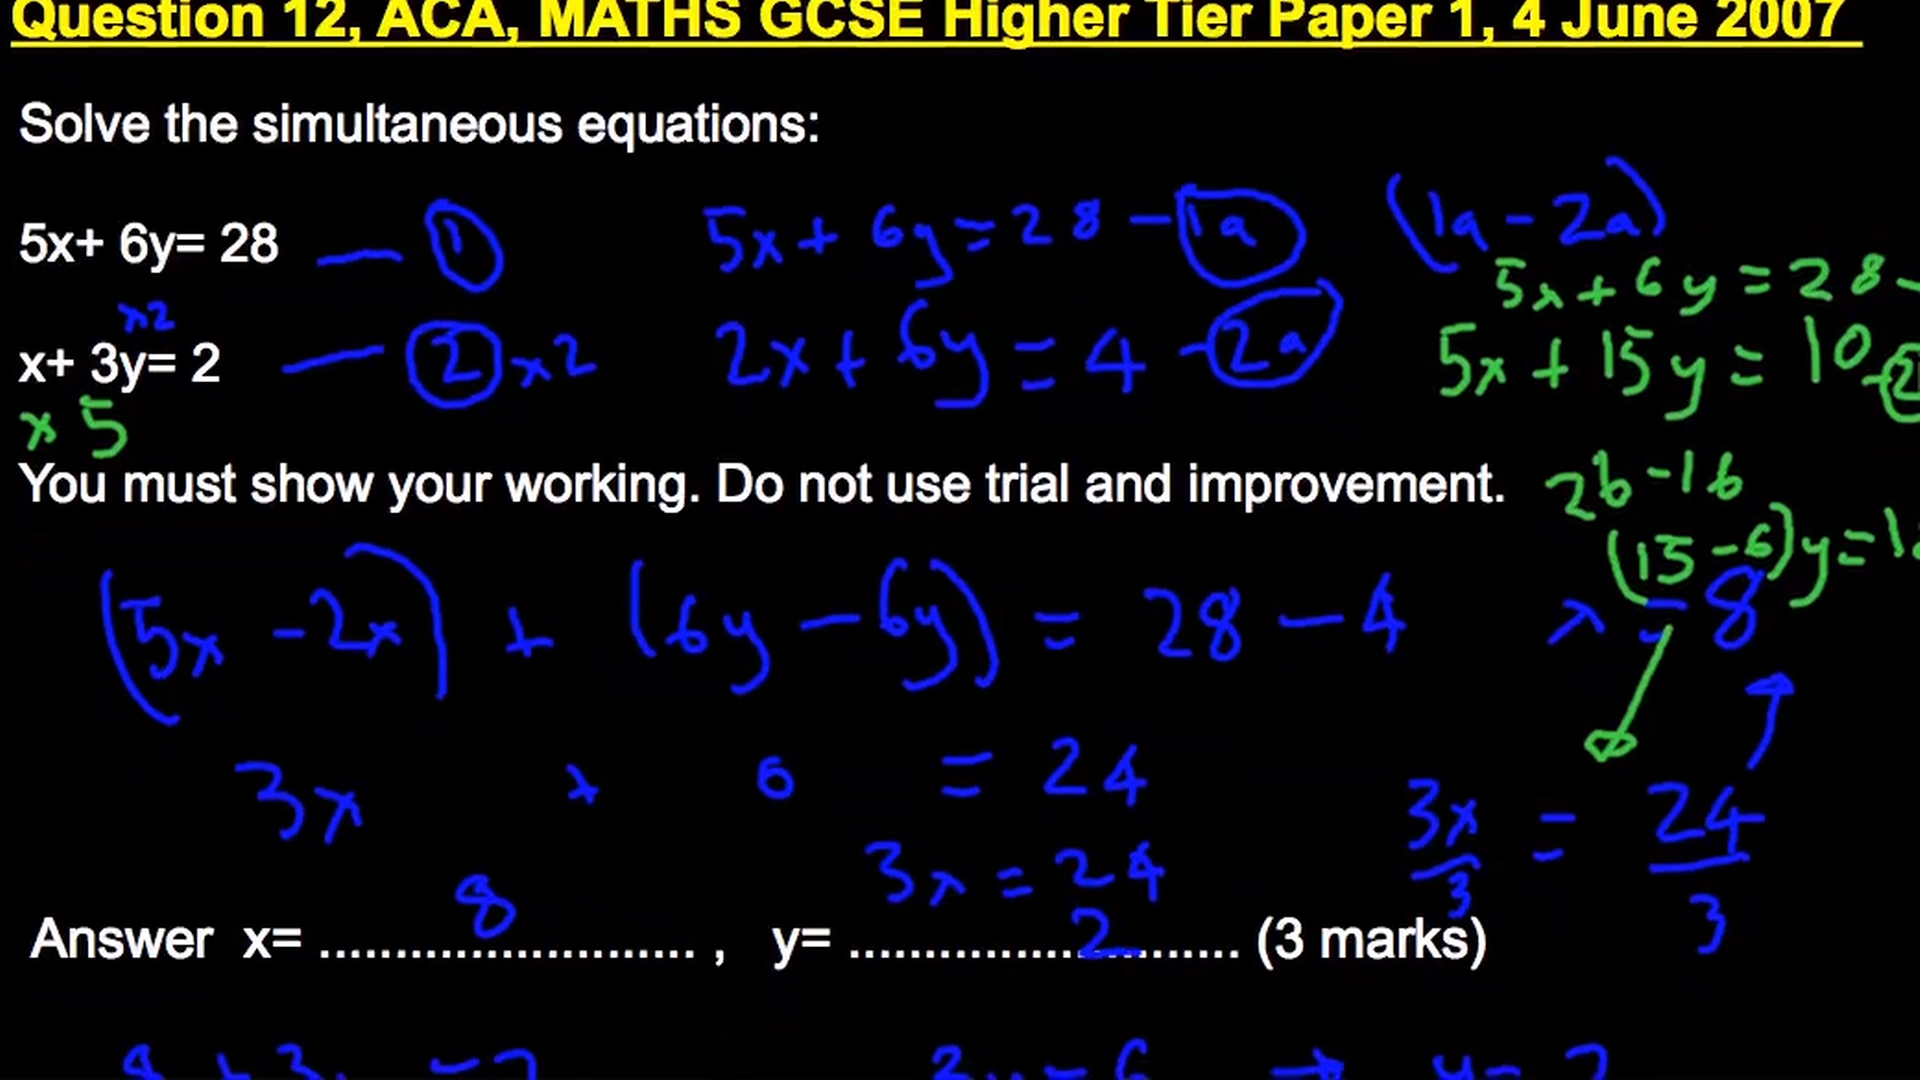 Question 12, ACA, MATHS GCSE Higher Tier Paper 1, 4 June 2007
Solve the simultaneous equations:
5x+ 6y= 28 — 1
5x + 6y = 28 - 1a
(1a - 2a)
5x + 6y = 28 -
x2
x+ 3y= 2 — 2 x2
2x + 6y = 4 - 2a
5x + 15y = 10 - 2
x 5
You must show your working. Do not use trial and improvement.
2b - 1b
(15 - 6)y = 1
(5x - 2x) + (6y - 6y) = 28 - 4
x = 8
3x + 0 = 24
3x = 24
3x/3 = 24/3
Answer x= 8 , y= 2 (3 marks)